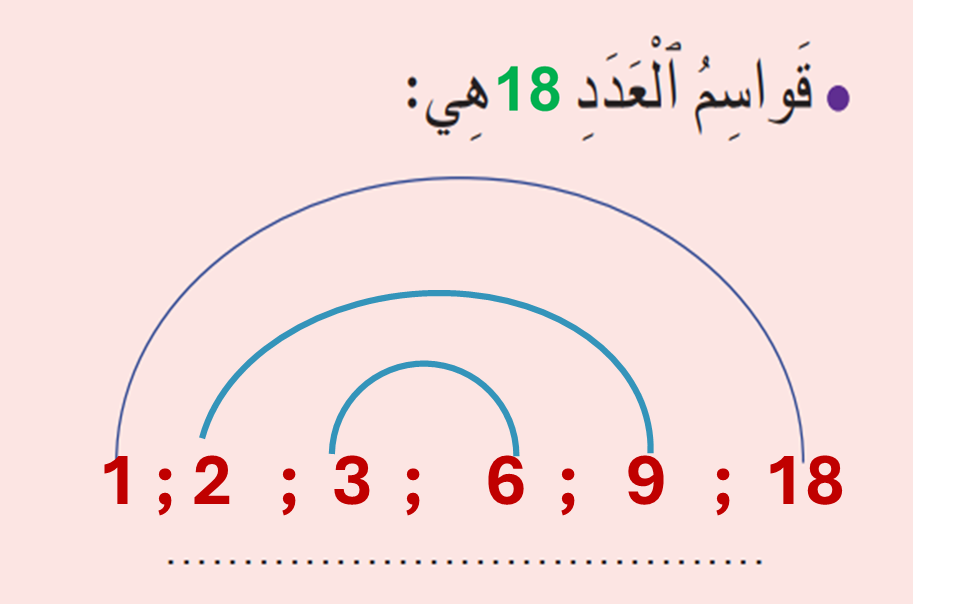 • قَواسِمُ ٱلْعَدَدِ 18 هِي:
1 ; 2 ; 3 ; 6 ; 9 ; 18
.......................................